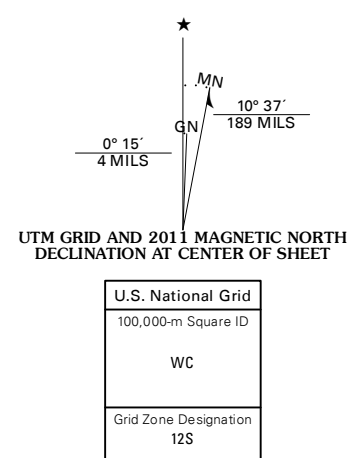 MN
GN
10° 37´
189 MILS
0° 15´
4 MILS
UTM GRID AND 2011 MAGNETIC NORTH
DECLINATION AT CENTER OF SHEET
U.S. National Grid
100,000-m Square ID
WC
Grid Zone Designation
12S